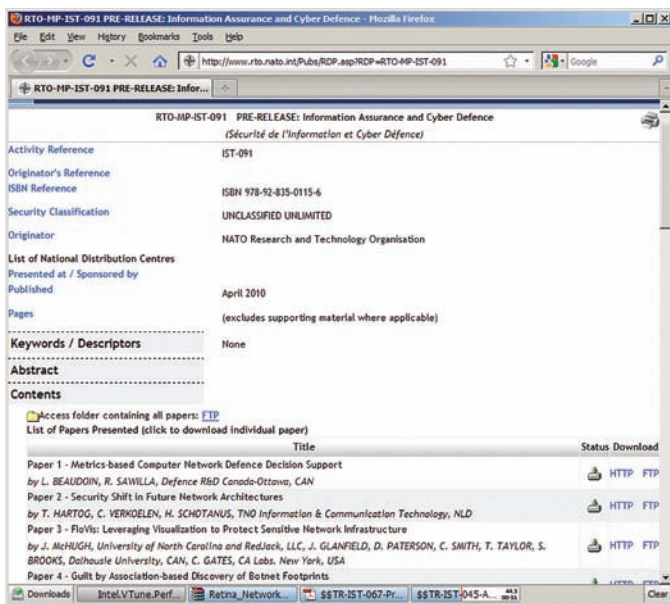 RTO-MP-IST-091 PRE-RELEASE: Information Assurance and Cyber Defence - Mozilla Firefox
File Edit View History Bookmarks Tools Help
http://www.rto.nato.int/Pubs/RDP.asp?RDP=RTO-MP-IST-091
Google
RTO-MP-IST-091 PRE-RELEASE: Infor...
RTO-MP-IST-091 PRE-RELEASE: Information Assurance and Cyber Defence
(Sécurité de l'Information et Cyber Défence)
Activity Reference IST-091
Originator's Reference
ISBN Reference ISBN 978-92-835-0115-6
Security Classification UNCLASSIFIED UNLIMITED
Originator NATO Research and Technology Organisation
List of National Distribution Centres
Presented at / Sponsored by
Published April 2010
Pages (excludes supporting material where applicable)
Keywords / Descriptors None
Abstract
Contents
Access folder containing all papers: FTP
List of Papers Presented (click to download individual paper)
Title Status Download
Paper 1 - Metrics-based Computer Network Defence Decision Support
by L. BEAUDOIN, R. SAWILLA, Defence R&D Canada-Ottawa, CAN HTTP FTP
Paper 2 - Security Shift in Future Network Architectures
by T. HARTOG, C. VERKOELEN, H. SCHOTANUS, TNO Information & Communication Technology, NLD HTTP FTP
Paper 3 - FloVis: Leveraging Visualization to Protect Sensitive Network Infrastructure
by J. McHUGH, University of North Carolina and RedJack, LLC, J. GLANFIELD, D. PATERSON, C. SMITH, T. TAYLOR, S. HTTP FTP
BROOKS, Dalhousie University, CAN, C. GATES, CA Labs. New York, USA
Paper 4 - Guilt by Association-based Discovery of Botnet Footprints HTTP FTP
Downloads Intel.VTune.Perf... Retina_Network... $$TR-IST-067-Pr... $$TR-IST-045-A... Clea